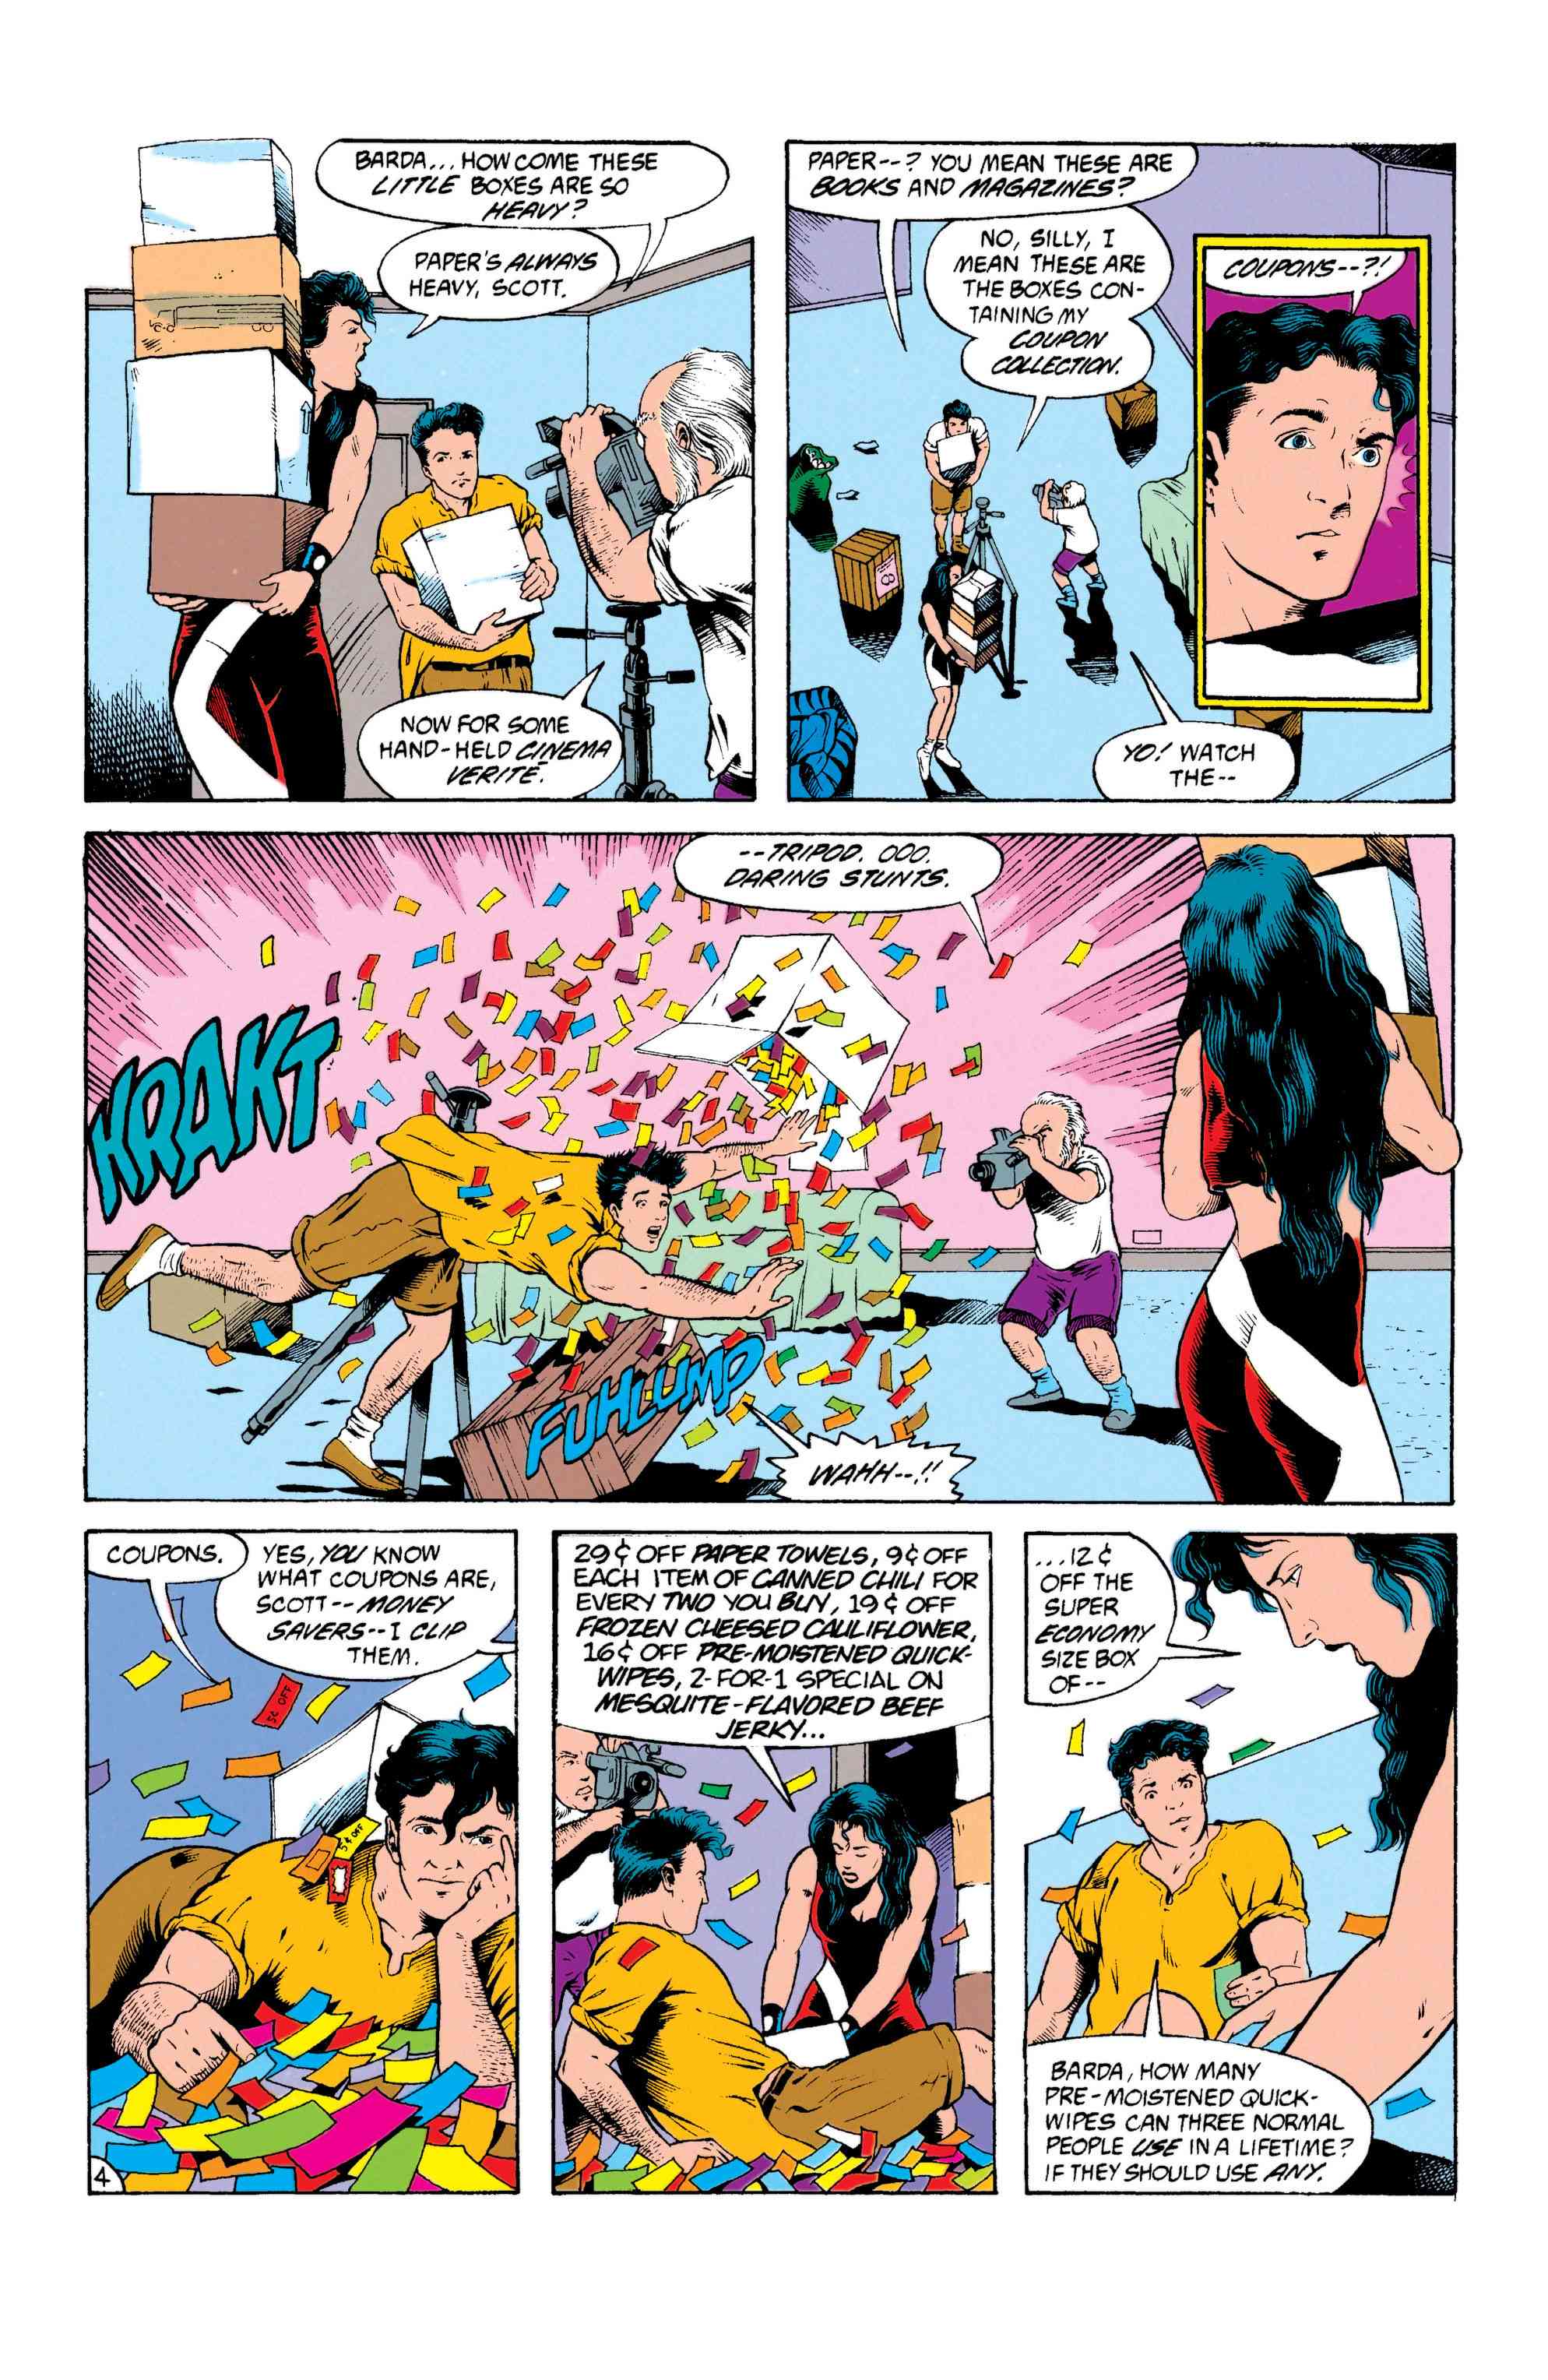 BARDA... HOW COME THESE
LITTLE BOXES ARE SO
HEAVY?
PAPER'S ALWAYS
HEAVY, SCOTT.
NOW FOR SOME
HAND-HELD CINEMA
VERITÉ.
PAPER--? YOU MEAN THESE ARE
BOOKS AND MAGAZINES?
NO, SILLY, I
MEAN THESE ARE
THE BOXES CON-
TAINING MY
COUPON
COLLECTION.
COUPONS--?!
YO! WATCH
THE--
--TRIPOD. OOO.
DARING STUNTS.
KRAKT
FUHLUMP
WAHH--!!
COUPONS.
YES, YOU KNOW
WHAT COUPONS ARE,
SCOTT-- MONEY
SAVERS--I CLIP
THEM.
5¢ OFF
5¢ OFF
29¢ OFF PAPER TOWELS, 9¢ OFF
EACH ITEM OF CANNED CHILI FOR
EVERY TWO YOU BUY, 19¢ OFF
FROZEN CHEESED CAULIFLOWER,
16¢ OFF PRE-MOISTENED QUICK-
WIPES, 2-FOR-1 SPECIAL ON
MESQUITE-FLAVORED BEEF
JERKY...
...12¢
OFF THE
SUPER
ECONOMY
SIZE BOX
OF--
BARDA, HOW MANY
PRE-MOISTENED QUICK-
WIPES CAN THREE NORMAL
PEOPLE USE IN A LIFETIME?
IF THEY SHOULD USE ANY.
4